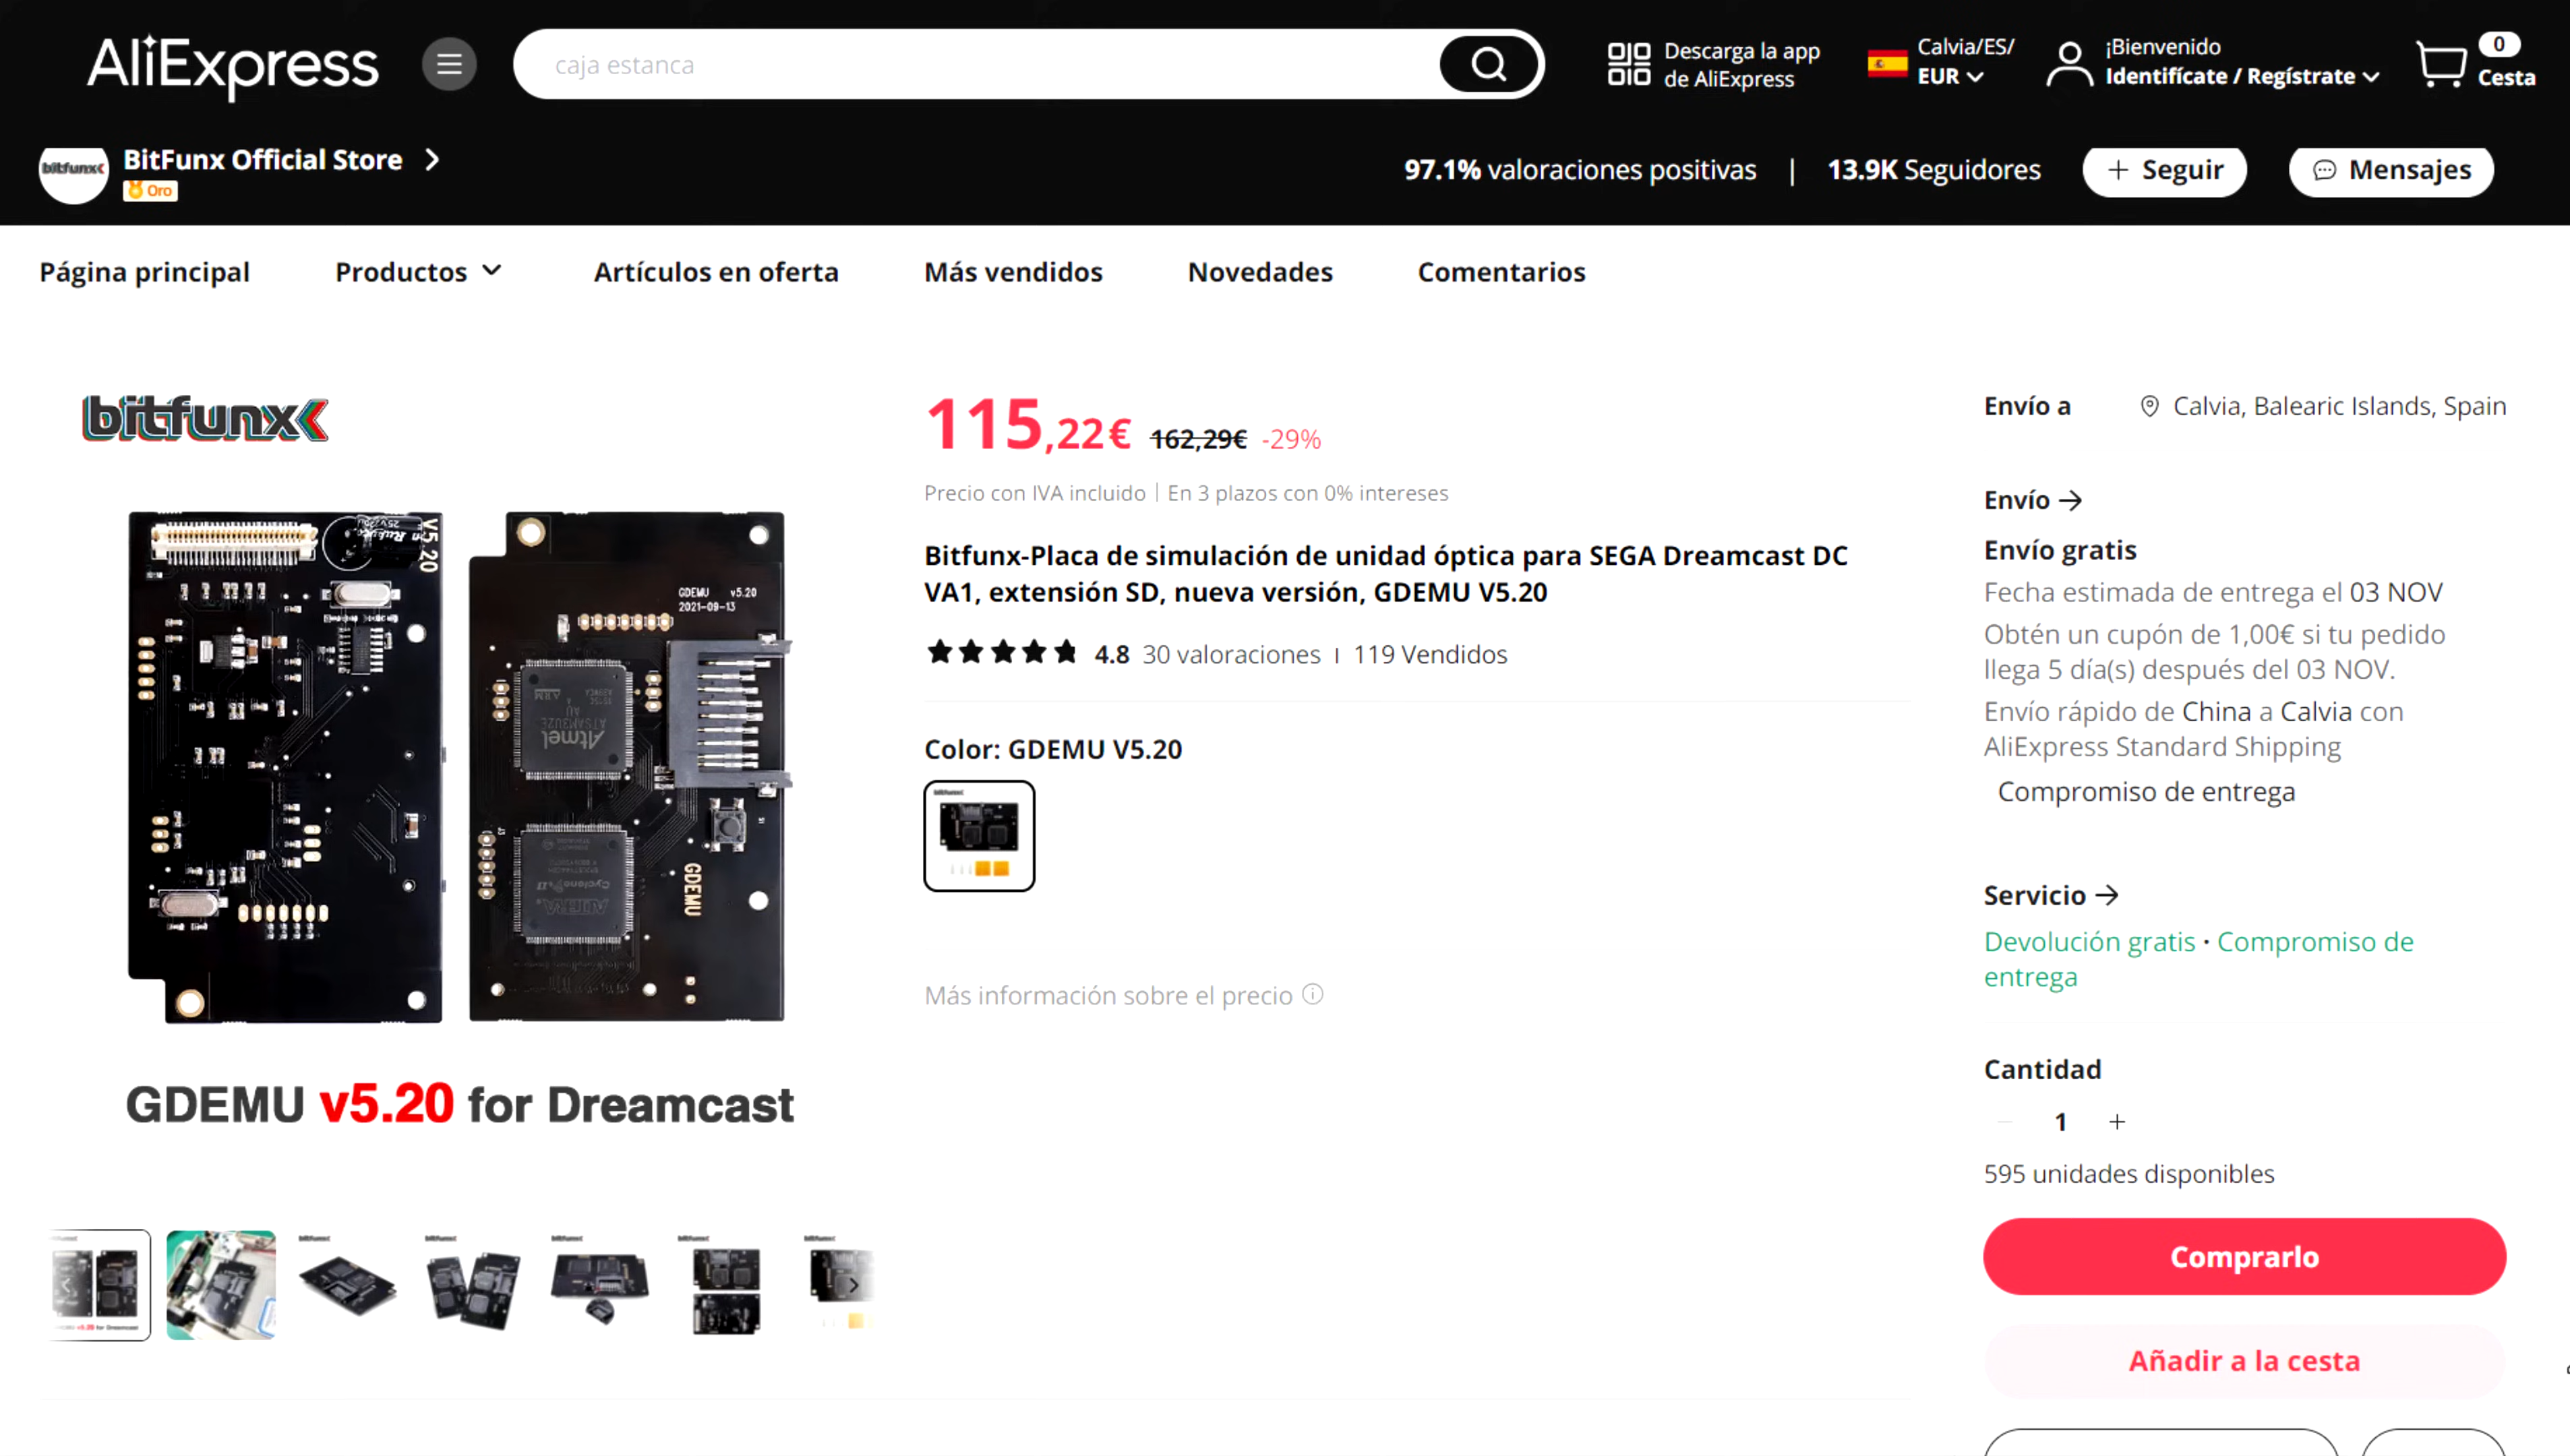 AliExpress
caja estanca
Descarga la app
de AliExpress
Calvia/ES/
EUR
¡Bienvenido
Identifícate / Regístrate
0
Cesta
bitfunx
BitFunx Official Store
Oro
97.1% valoraciones positivas | 13.9K Seguidores
+ Seguir
Mensajes
Página principal
Productos
Artículos en oferta
Más vendidos
Novedades
Comentarios
bitfunx
V5.20
GDEMU v5.20
2021-09-13
Atmel
ATSAM3U2E
AU
ARM
ALTERA
Cyclone II
GDEMU
GDEMU v5.20 for Dreamcast
115,22€ 162,29€ -29%
Precio con IVA incluido | En 3 plazos con 0% intereses
Bitfunx-Placa de simulación de unidad óptica para SEGA Dreamcast DC
VA1, extensión SD, nueva versión, GDEMU V5.20
4.8 30 valoraciones | 119 Vendidos
Color: GDEMU V5.20
Más información sobre el precio
Envío a
Calvia, Balearic Islands, Spain
Envío
Envío gratis
Fecha estimada de entrega el 03 NOV
Obtén un cupón de 1,00€ si tu pedido
llega 5 día(s) después del 03 NOV.
Envío rápido de China a Calvia con
AliExpress Standard Shipping
Compromiso de entrega
Servicio
Devolución gratis · Compromiso de
entrega
Cantidad
1 +
595 unidades disponibles
Comprarlo
Añadir a la cesta